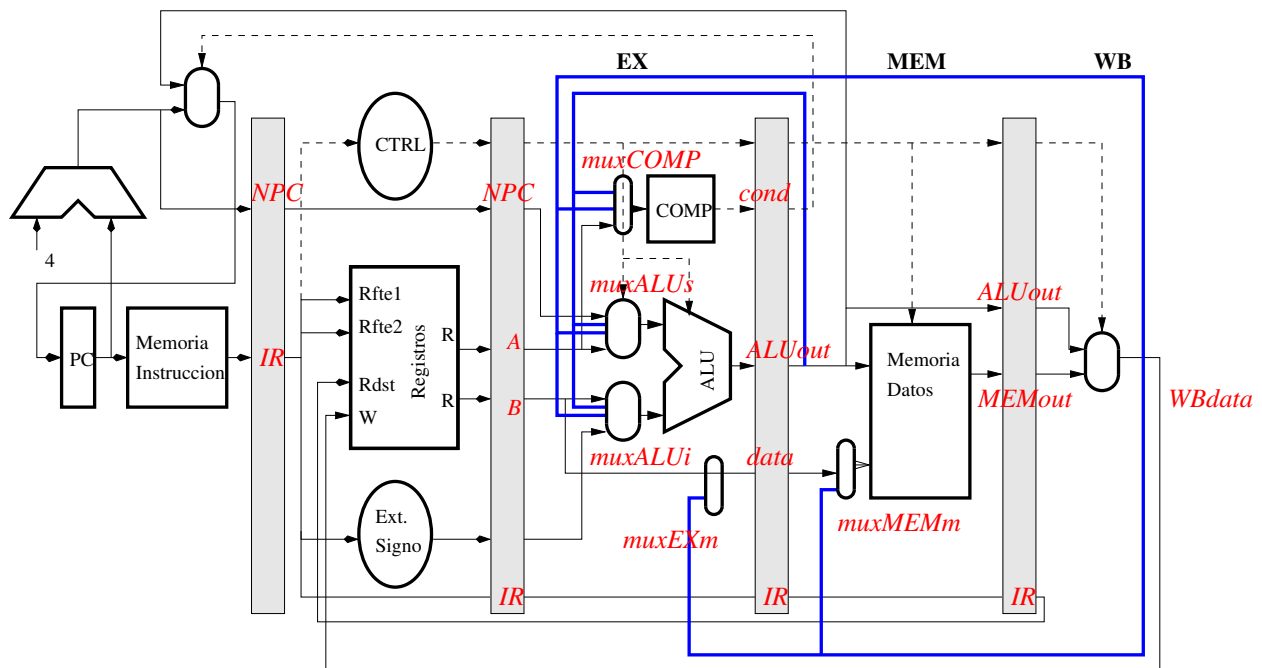 EX
MEM
WB
CTRL
muxCOMP
NPC
NPC
cond
COMP
4
muxALUs
Rfte1
Rfte2
ALUout
PC
Memoria
Instruccion
IR
Registros
R
A
ALU
ALUout
Memoria
Datos
Rdst
W
R
B
MEMout
WBdata
muxALUi
data
Ext.
Signo
muxEXm
muxMEMm
IR
IR
IR